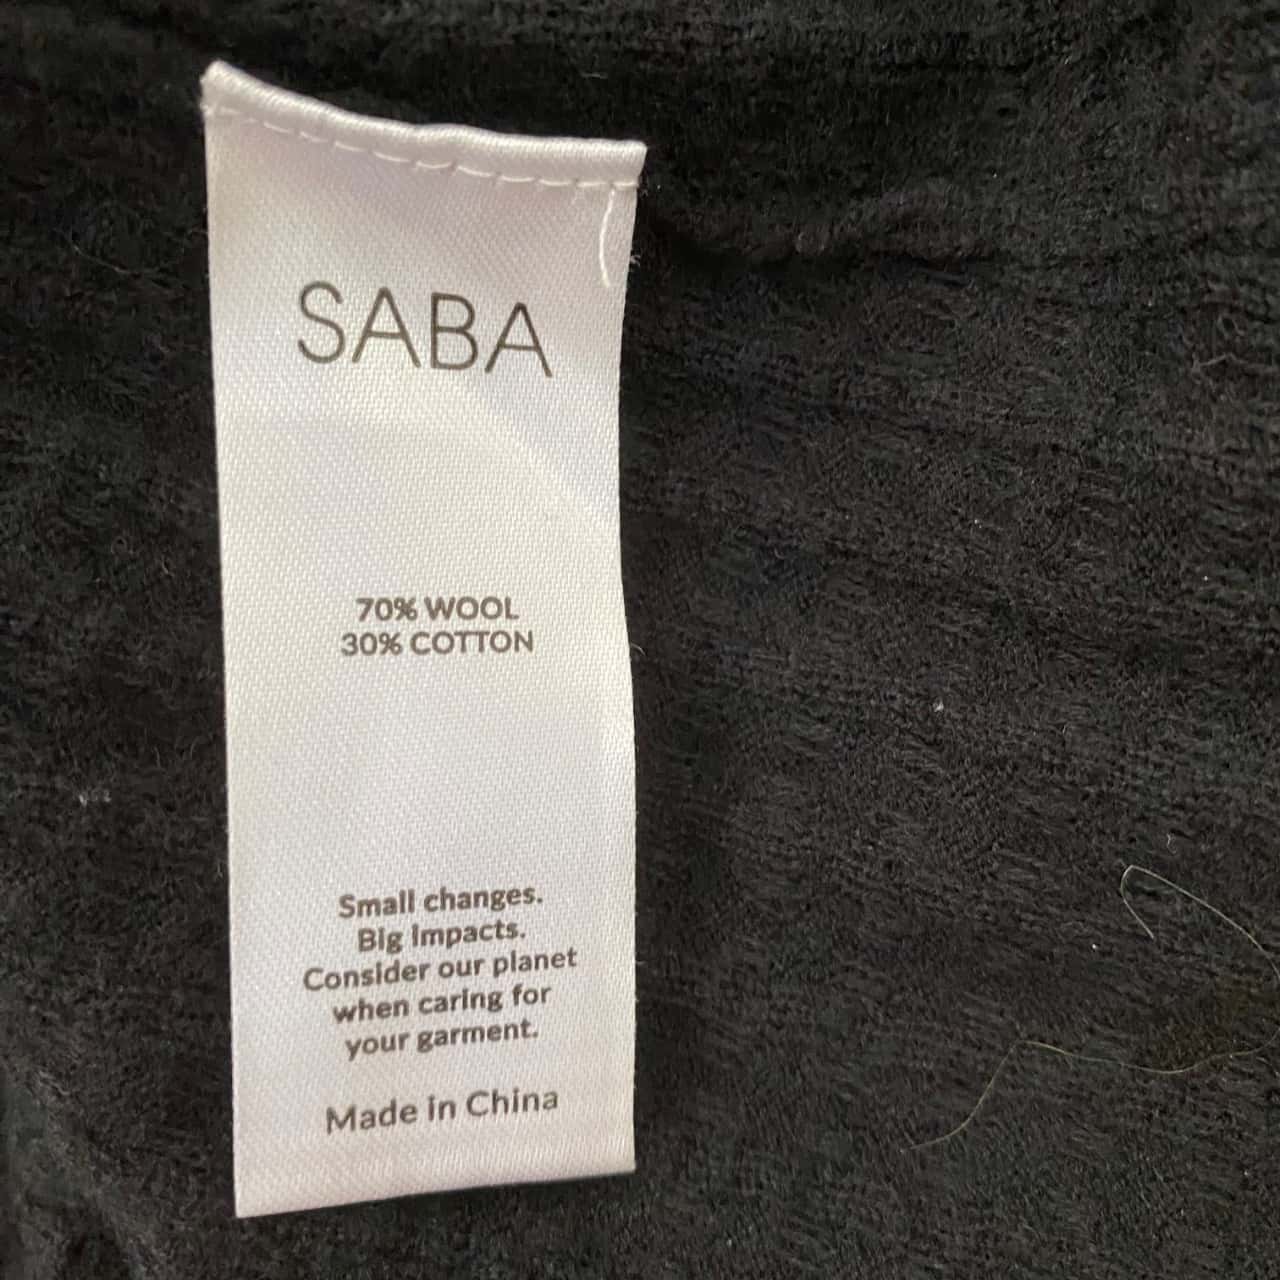 SABA
70% WOOL
30% COTTON
Small changes.
Big Impacts.
Consider our planet
when caring for
your garment.
Made in China